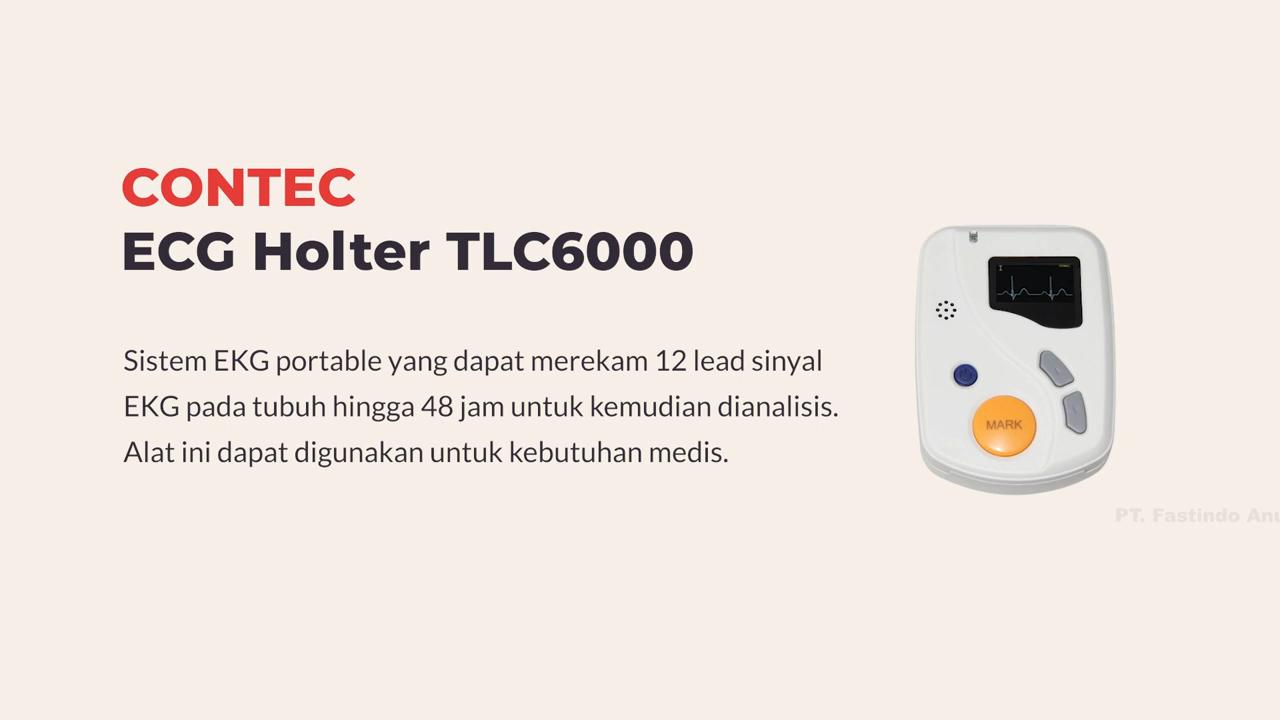 CONTEC
ECG Holter TLC6000
Sistem EKG portable yang dapat merekam 12 lead sinyal
EKG pada tubuh hingga 48 jam untuk kemudian dianalisis.
Alat ini dapat digunakan untuk kebutuhan medis.
MARK
PT. Fastindo Anu